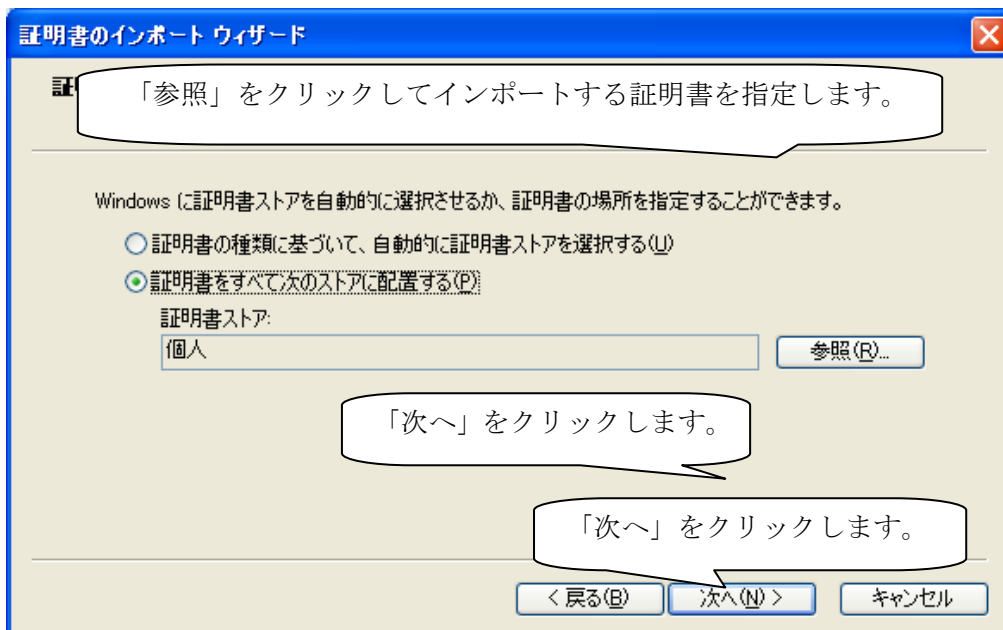 証明書のインポート ウィザード
証
「参照」をクリックしてインポートする証明書を指定します。
Windows に証明書ストアを自動的に選択させるか、証明書の場所を指定することができます。
証明書の種類に基づいて、自動的に証明書ストアを選択する(U)
証明書をすべて次のストアに配置する(P)
証明書ストア:
個人
参照(R)...
「次へ」をクリックします。
「次へ」をクリックします。
< 戻る(B)
次へ(N) >
キャンセル